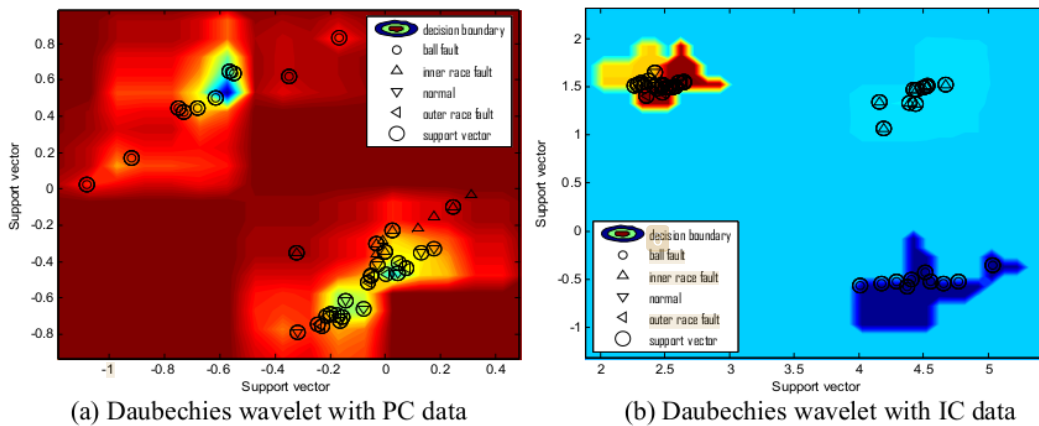 0.8
0.6
0.4
0.2
0
-0.2
-0.4
-0.6
-0.8
Support vector
-1
-0.8
-0.6
-0.4
-0.2
0
0.2
0.4
Support vector
decision boundary
ball fault
inner race fault
normal
outer race fault
support vector
(a) Daubechies wavelet with PC data
2
1.5
1
0.5
0
-0.5
-1
Support vector
decision boundary
ball fault
inner race fault
normal
outer race fault
support vector
2
2.5
3
3.5
4
4.5
5
Support vector
(b) Daubechies wavelet with IC data